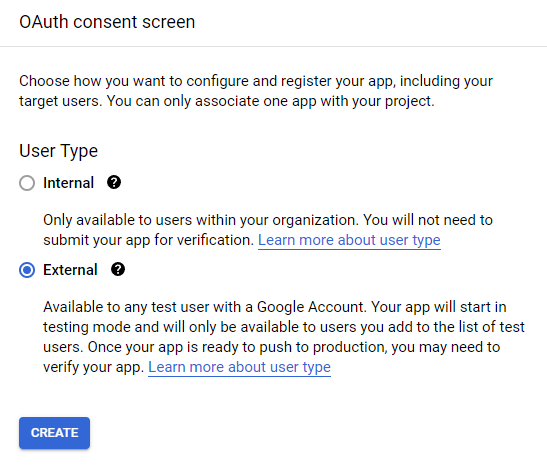 OAuth consent screen
Choose how you want to configure and register your app, including your
target users. You can only associate one app with your project.
User Type
Internal ?
Only available to users within your organization. You will not need to
submit your app for verification. Learn more about user type
External ?
Available to any test user with a Google Account. Your app will start in
testing mode and will only be available to users you add to the list of test
users. Once your app is ready to push to production, you may need to
verify your app. Learn more about user type
CREATE